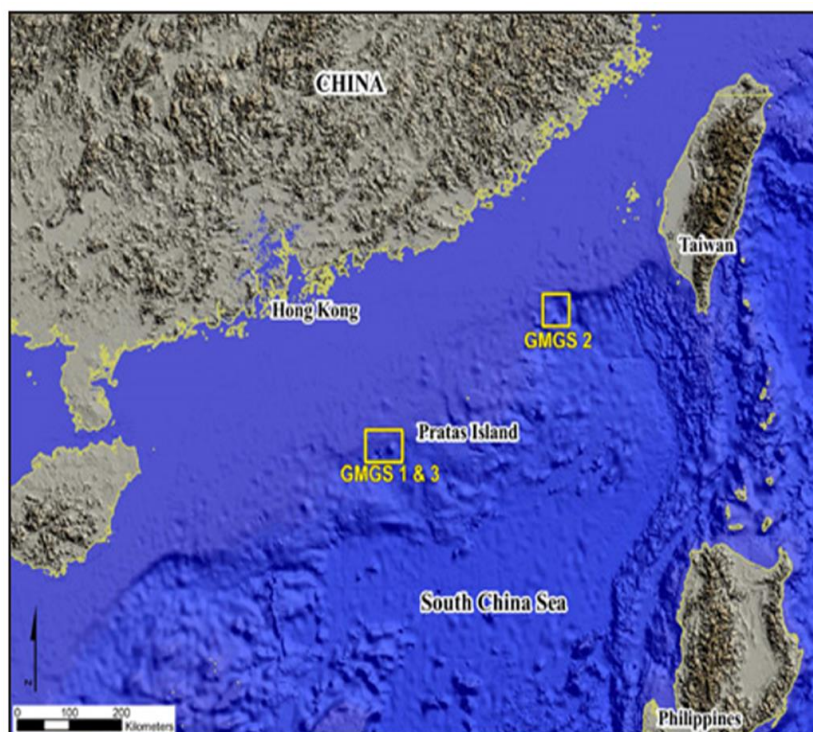 CHINA
Taiwan
Hong Kong
GMGS 2
Pratas Island
GMGS 1 & 3
South China Sea
Z
0 100 200
Kilometers
Philippines